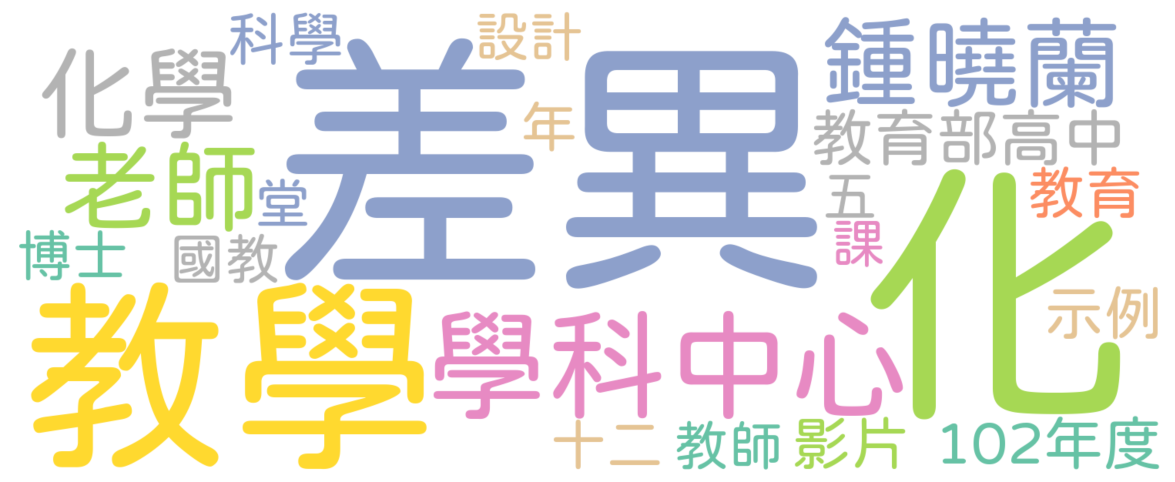 科學
設計
鍾曉蘭
化學
差異
年
教育部高中
老師
堂
五
教育
化
博士
國教
課
教學
學科中心
示例
十二
教師
影片
102年度